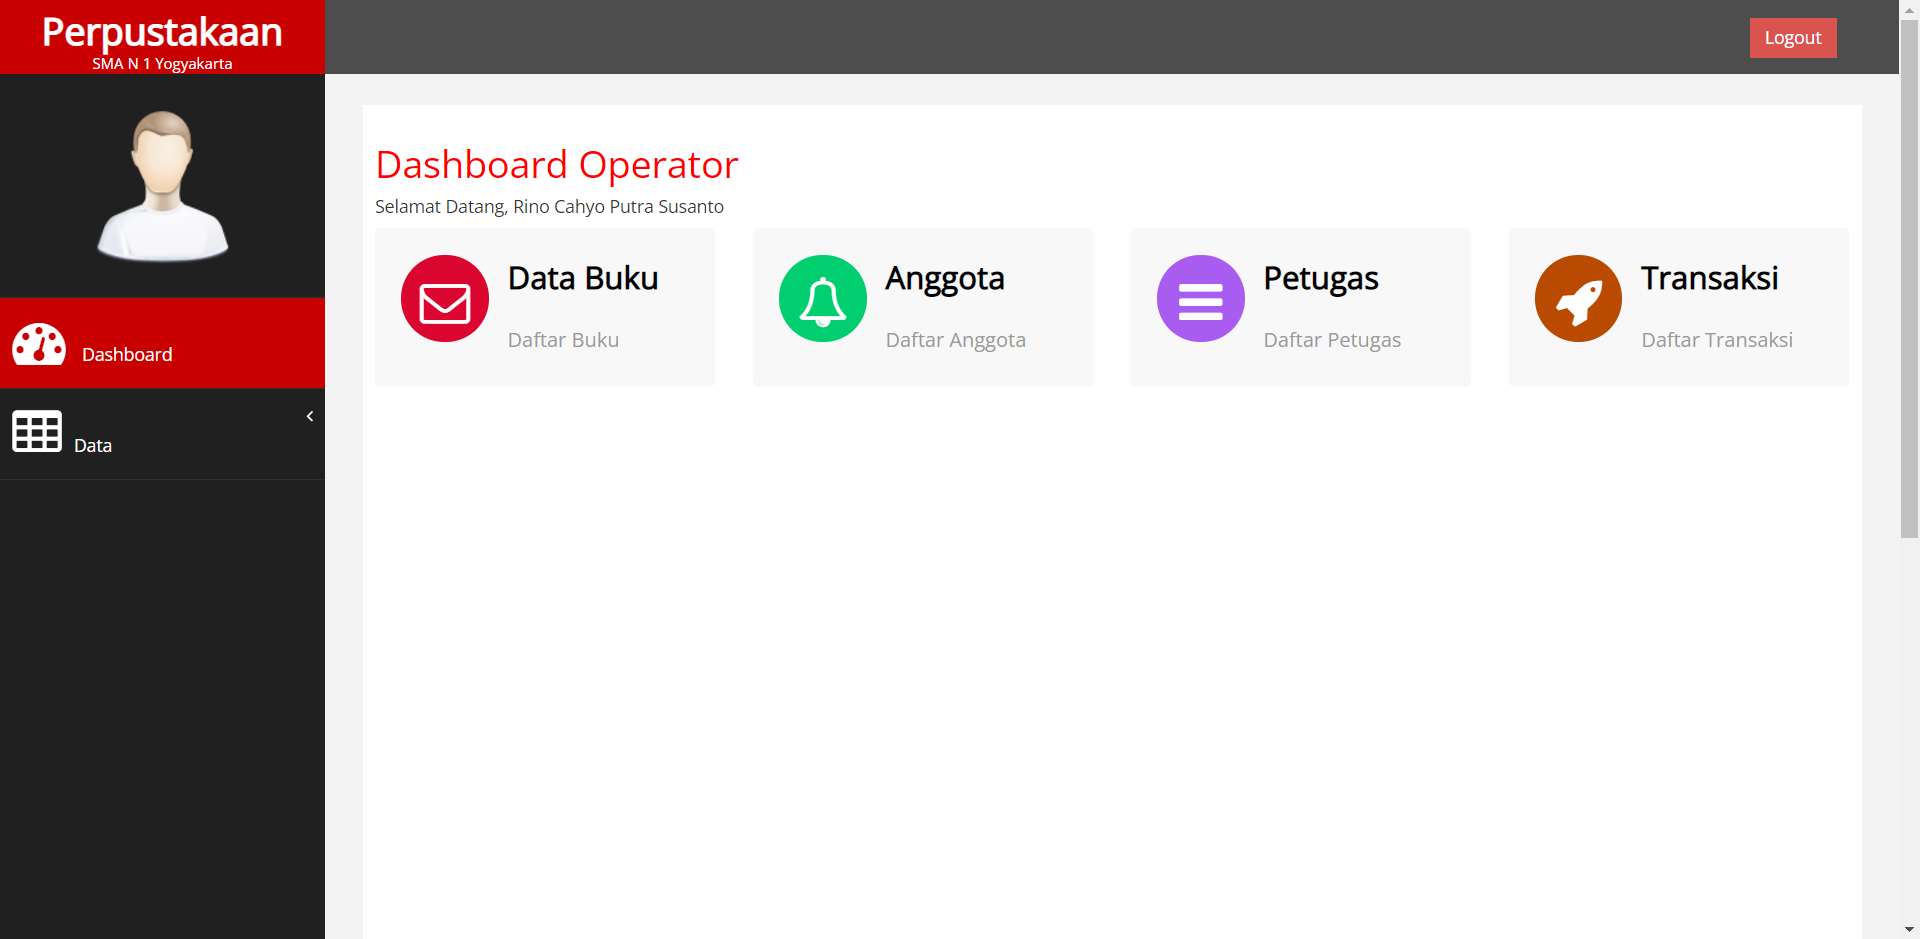 Perpustakaan
SMA N 1 Yogyakarta
Logout
Dashboard
Data
Dashboard Operator
Selamat Datang, Rino Cahyo Putra Susanto
Data Buku
Daftar Buku
Anggota
Daftar Anggota
Petugas
Daftar Petugas
Transaksi
Daftar Transaksi